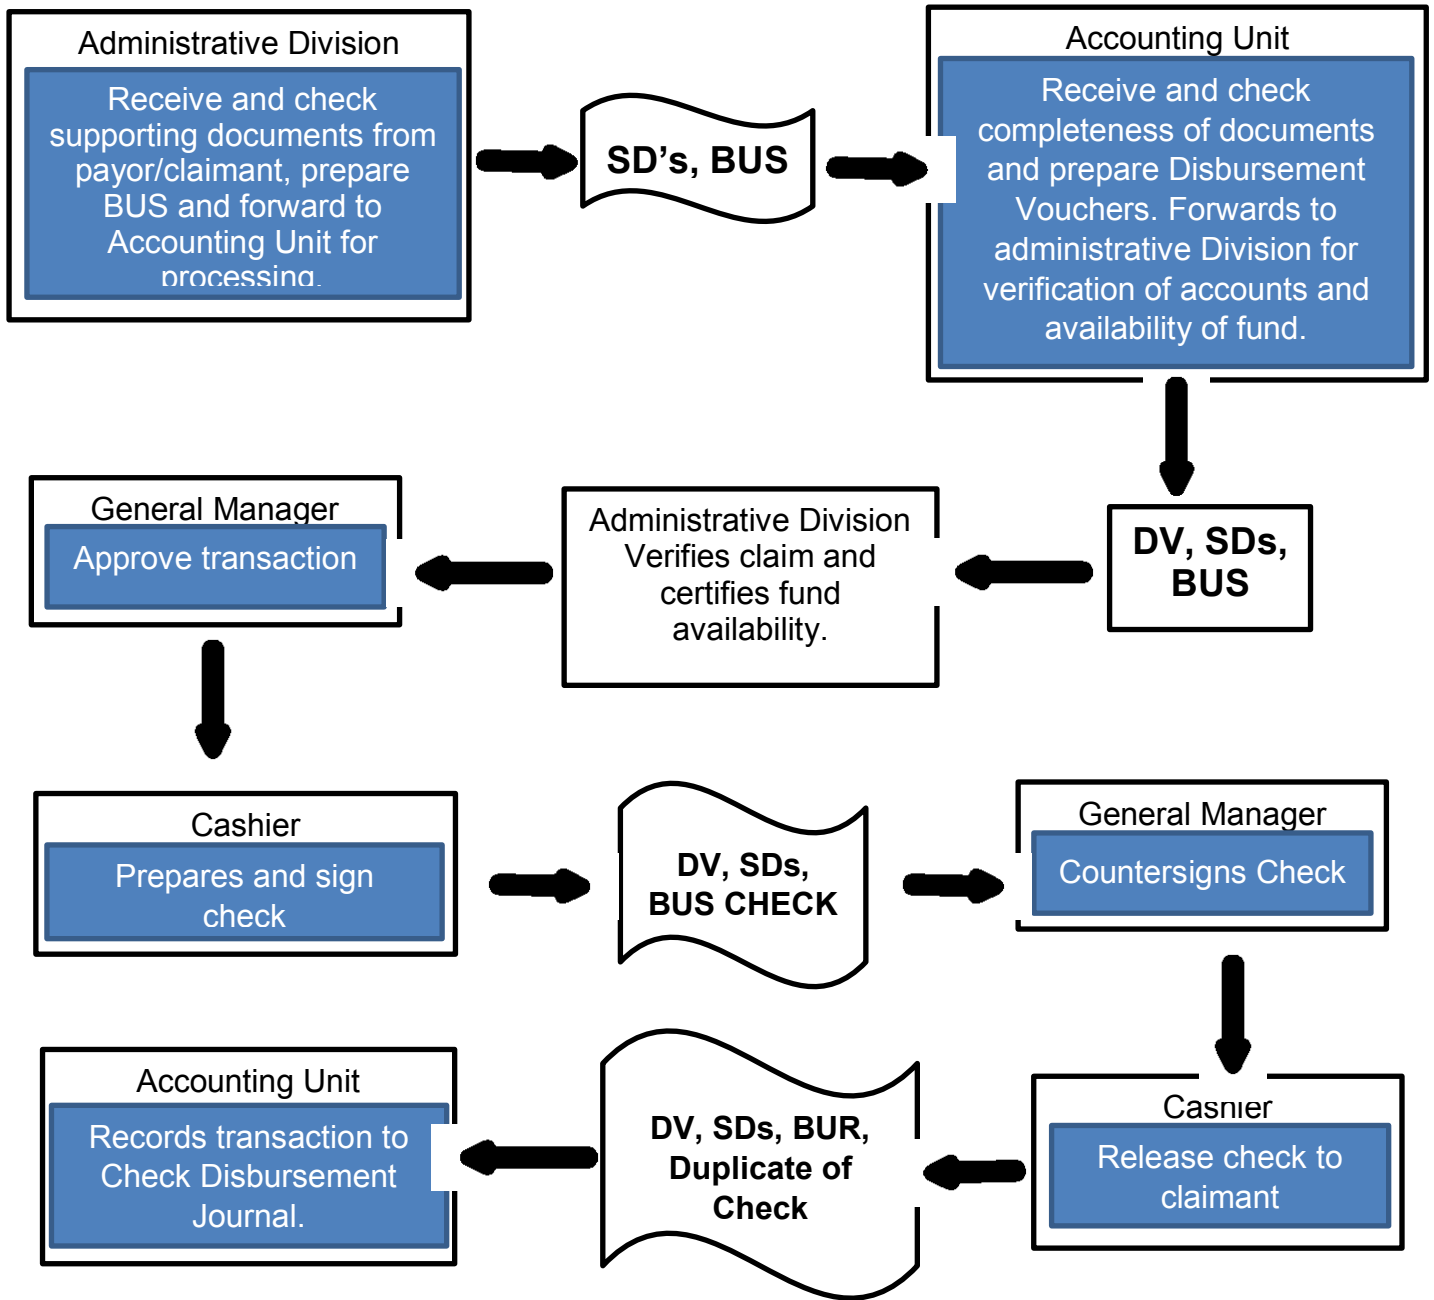 Administrative Division
Receive and check
supporting documents from
payor/claimant, prepare
BUS and forward to
Accounting Unit for
processing.
SD's, BUS
Accounting Unit
Receive and check
completeness of documents
and prepare Disbursement
Vouchers. Forwards to
administrative Division for
verification of accounts and
availability of fund.
DV, SDs,
BUS
Administrative Division
Verifies claim and
certifies fund
availability.
General Manager
Approve transaction
Cashier
Prepares and sign
check
DV, SDs,
BUS CHECK
General Manager
Countersigns Check
Cashier
Release check to
claimant
DV, SDs, BUR,
Duplicate of
Check
Accounting Unit
Records transaction to
Check Disbursement
Journal.